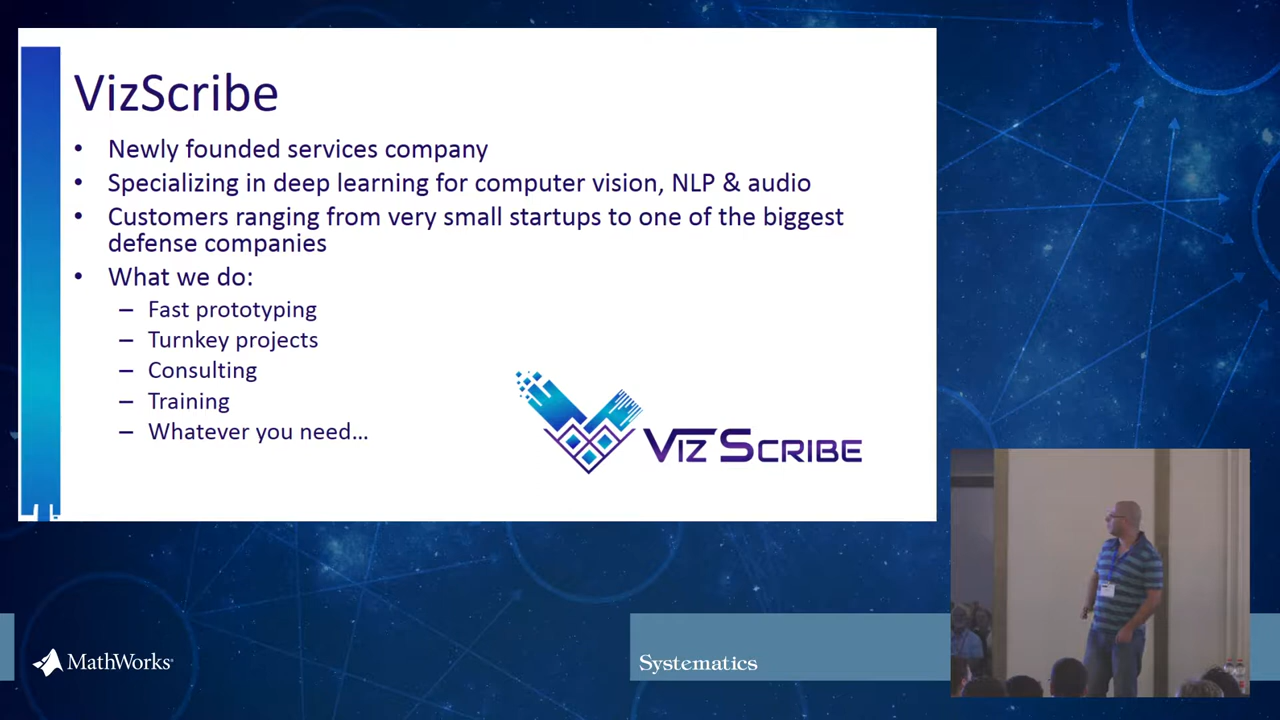 VizScribe
• Newly founded services company
• Specializing in deep learning for computer vision, NLP & audio
• Customers ranging from very small startups to one of the biggest
defense companies
• What we do:
– Fast prototyping
– Turnkey projects
– Consulting
– Training
– Whatever you need…
VIZ SCRIBE
MathWorks®
Systematics